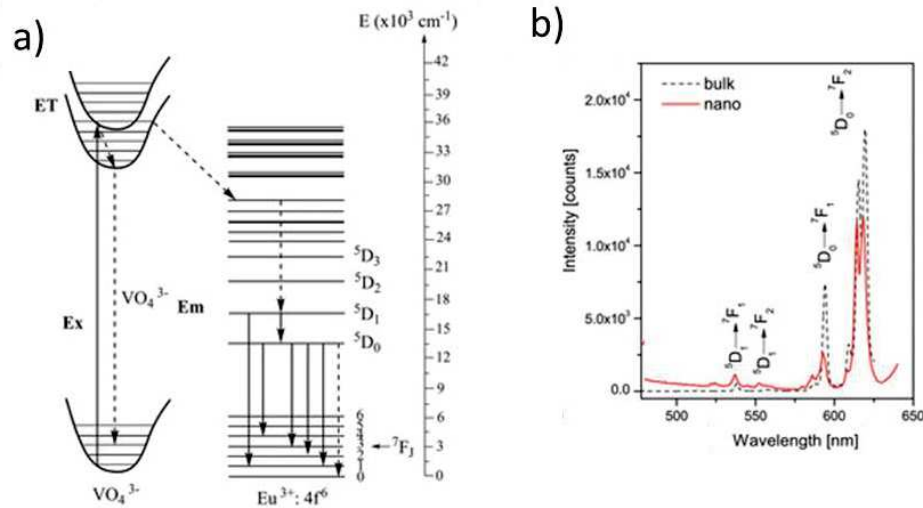 a)
E (x10³ cm⁻¹)
42
39
36
33
30
27
24
21
18
15
12
9
6
3
0
ET
Ex
VO₄³⁻
Em
VO₄³⁻
⁵D₃
⁵D₂
⁵D₁
⁵D₀
6
⁷F_J
0
Eu³⁺: 4f⁶
b)
bulk
nano
⁵D₁ → ⁷F₁
⁵D₁ → ⁷F₂
⁵D₀ → ⁷F₁
⁵D₀ → ⁷F₂
Intensity [counts]
2.0x10⁴
1.5x10⁴
1.0x10⁴
5.0x10³
0.0
500
550
600
650
Wavelength [nm]